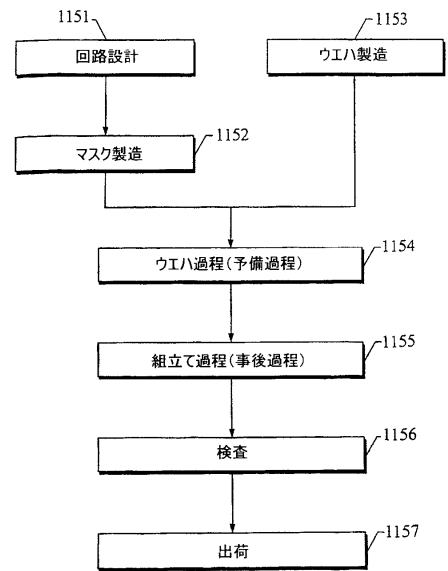 1151
回路設計
1153
ウエハ製造
1152
マスク製造
1154
ウエハ過程(予備過程)
1155
組立て過程(事後過程)
1156
検査
1157
出荷